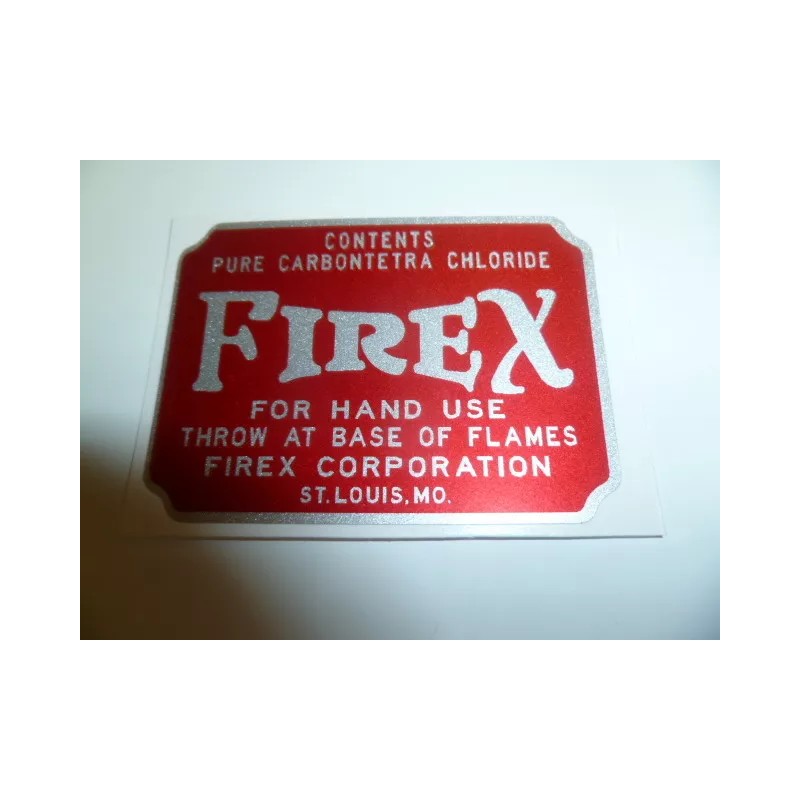 CONTENTS
PURE CARBONTETRA CHLORIDE
FIREX
FOR HAND USE
THROW AT BASE OF FLAMES
FIREX CORPORATION
ST. LOUIS, MO.